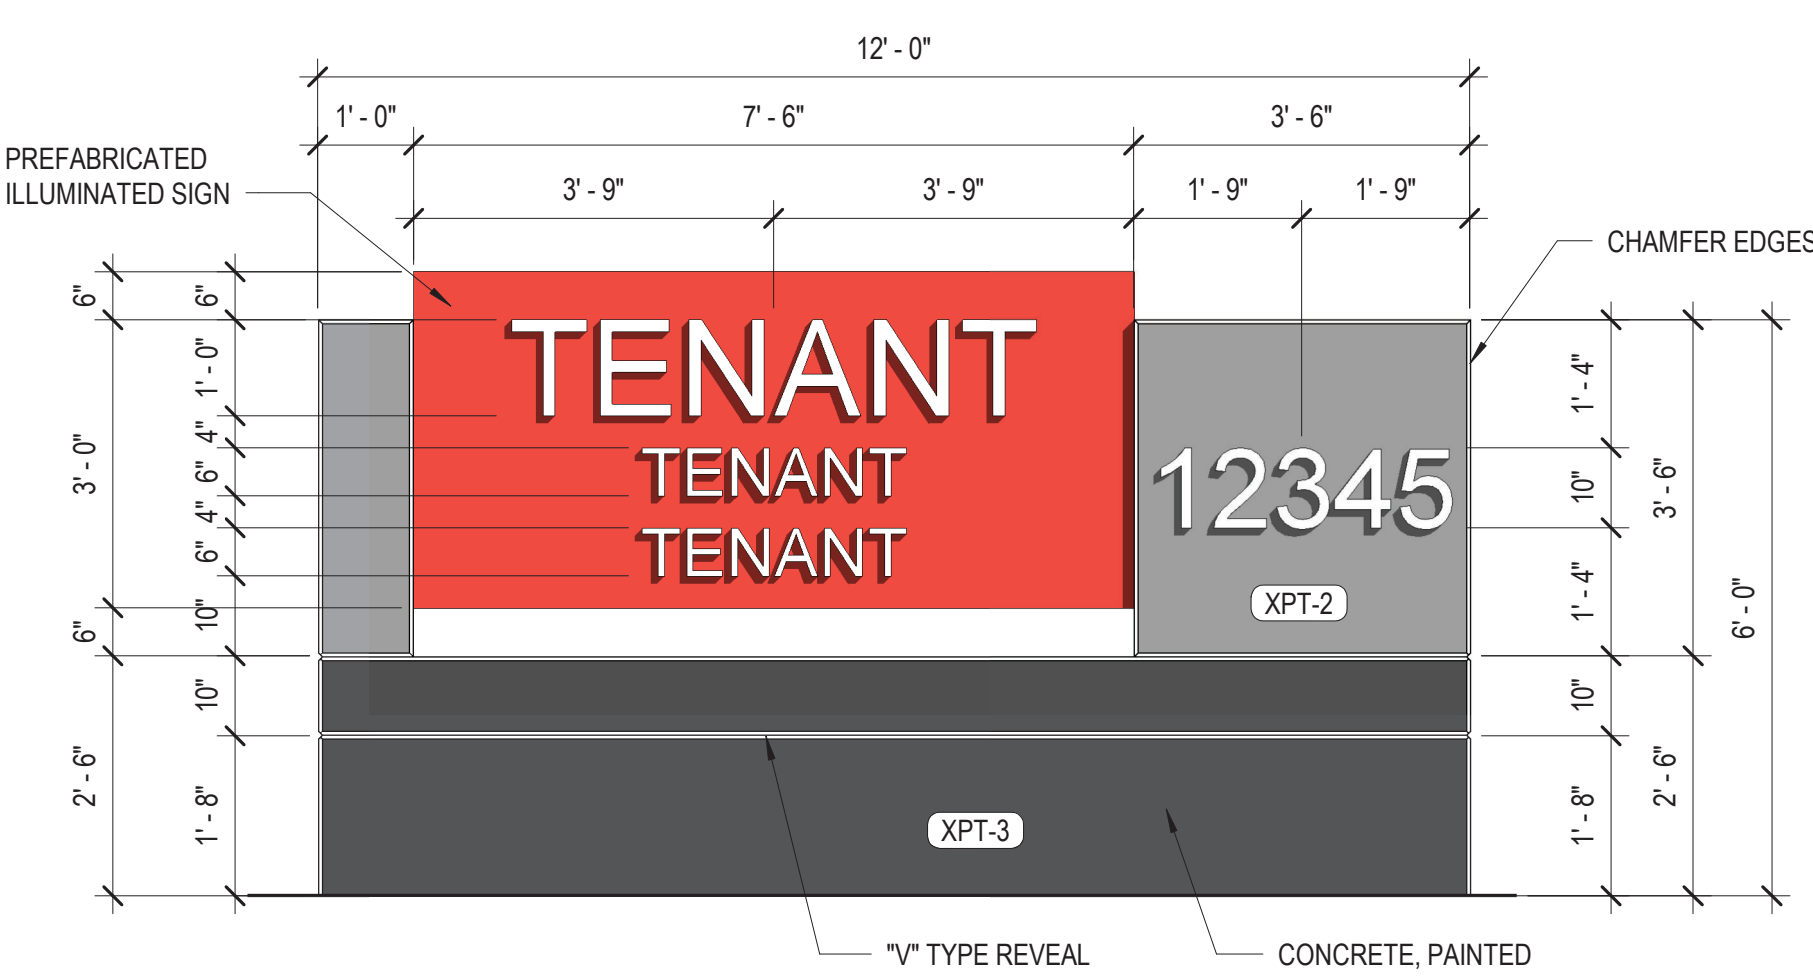 12' - 0"
1' - 0"
7' - 6"
3' - 6"
PREFABRICATED
ILLUMINATED SIGN
3' - 9"
3' - 9"
1' - 9"
1' - 9"
CHAMFER EDGES
6"
3' - 0"
6"
2' - 6"
6"
1' - 0"
4"
6"
4"
6"
10"
10"
1' - 8"
TENANT
TENANT
TENANT
12345
XPT-2
XPT-3
1' - 4"
10"
1' - 4"
10"
1' - 8"
3' - 6"
2' - 6"
6' - 0"
"V" TYPE REVEAL
CONCRETE, PAINTED